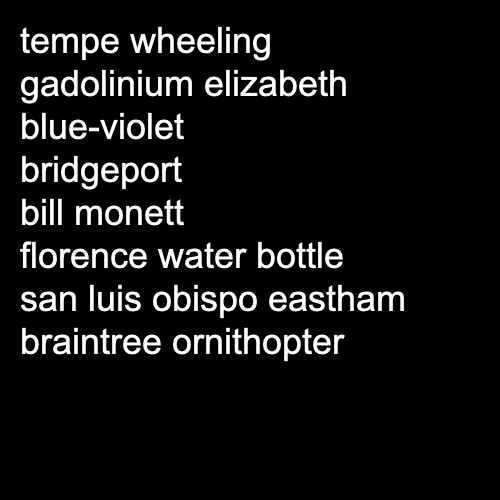 tempe wheeling
gadolinium elizabeth
blue-violet
bridgeport
bill monett
florence water bottle
san luis obispo eastham
braintree ornithopter